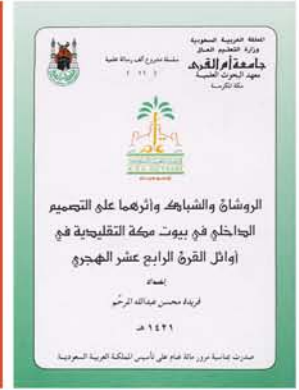 المملكة العربية السعودية
وزارة التعليم العالي
جامعة أم القرى
معهد البحوث العلمية
مكة المكرمة
سلسلة مشروع ألف رسالة علمية
الروشان والشباك وأثرهما على التصميم
الداخلي في بيوت مكة التقليدية في
أوائل القرن الرابع عشر الهجري
إعداد
فريدة محسن عبدالله المرحم
١٤٢١ هـ
صدرت بمناسبة مرور مائة عام على تأسيس المملكة العربية السعودية